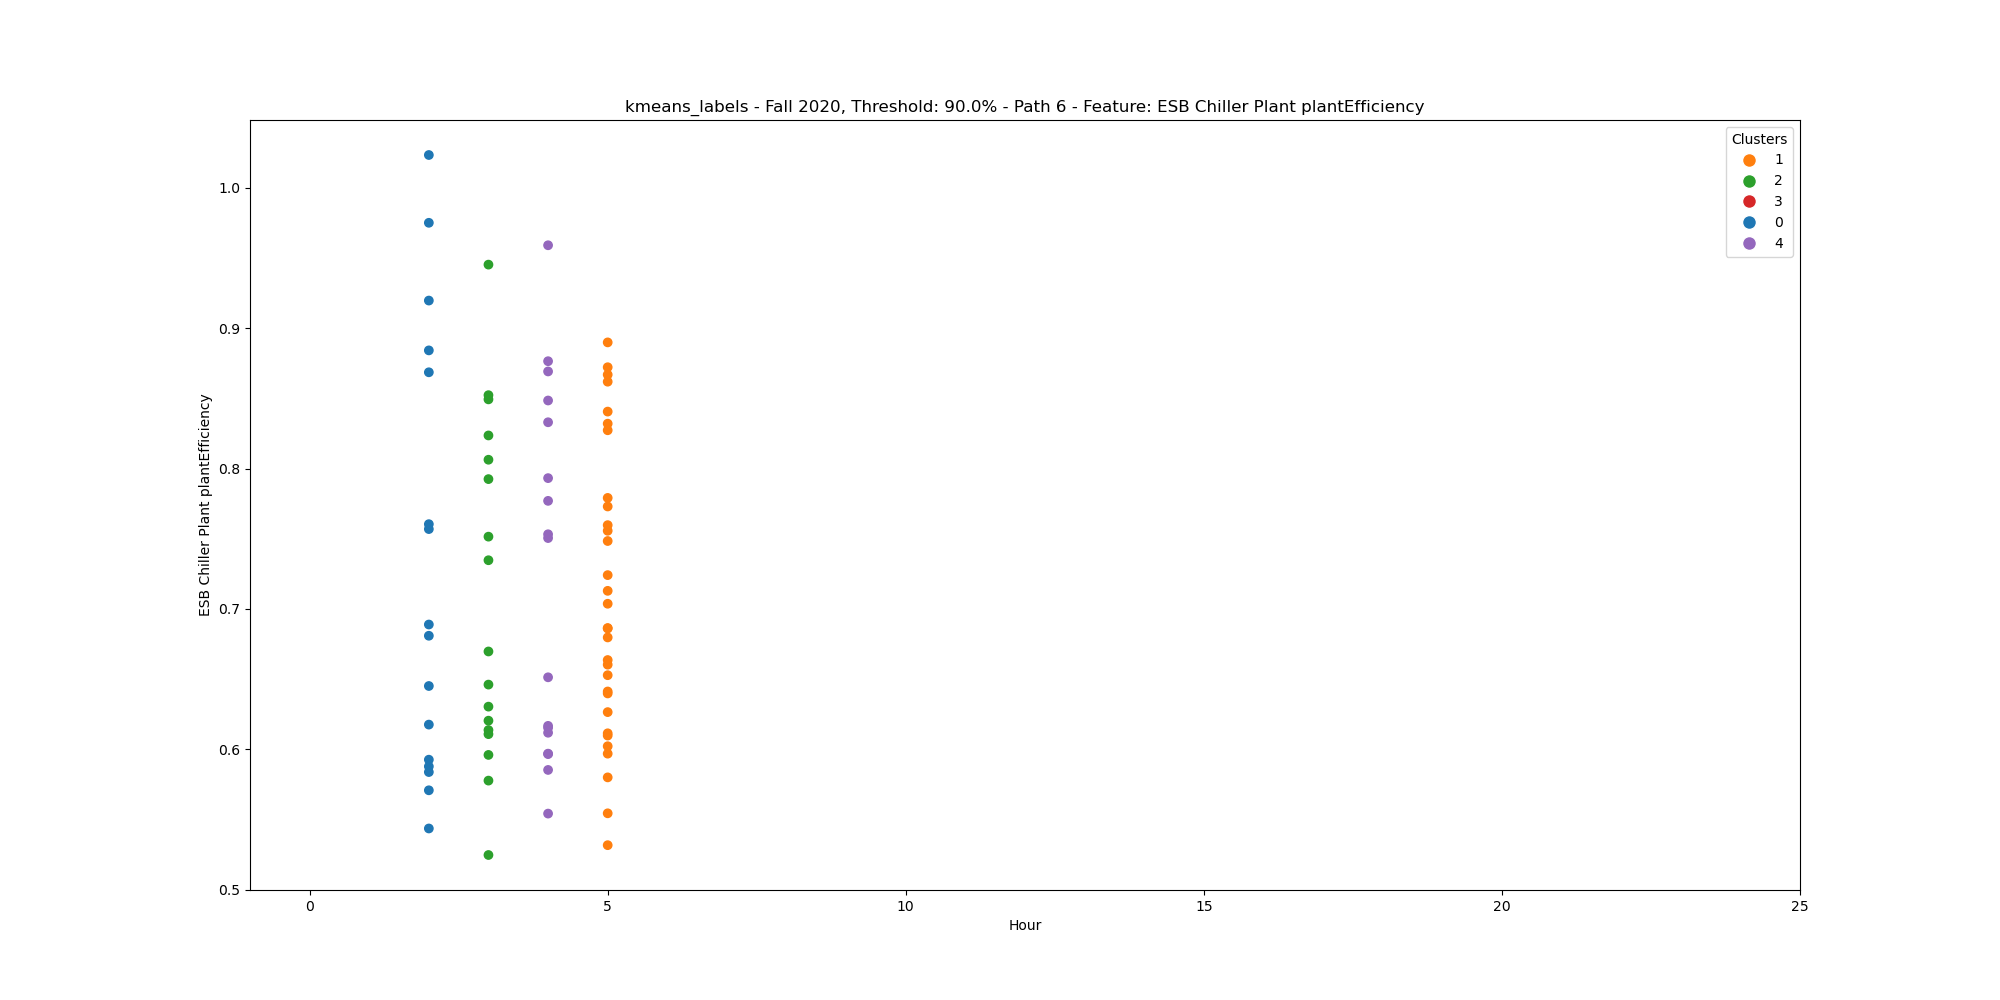 kmeans_labels - Fall 2020, Threshold: 90.0% - Path 6 - Feature: ESB Chiller Plant plantEfficiency
Clusters
1
2
3
0
4
1.0
0.9
0.8
0.7
0.6
0.5
ESB Chiller Plant plantEfficiency
0 5 10 15 20 25
Hour